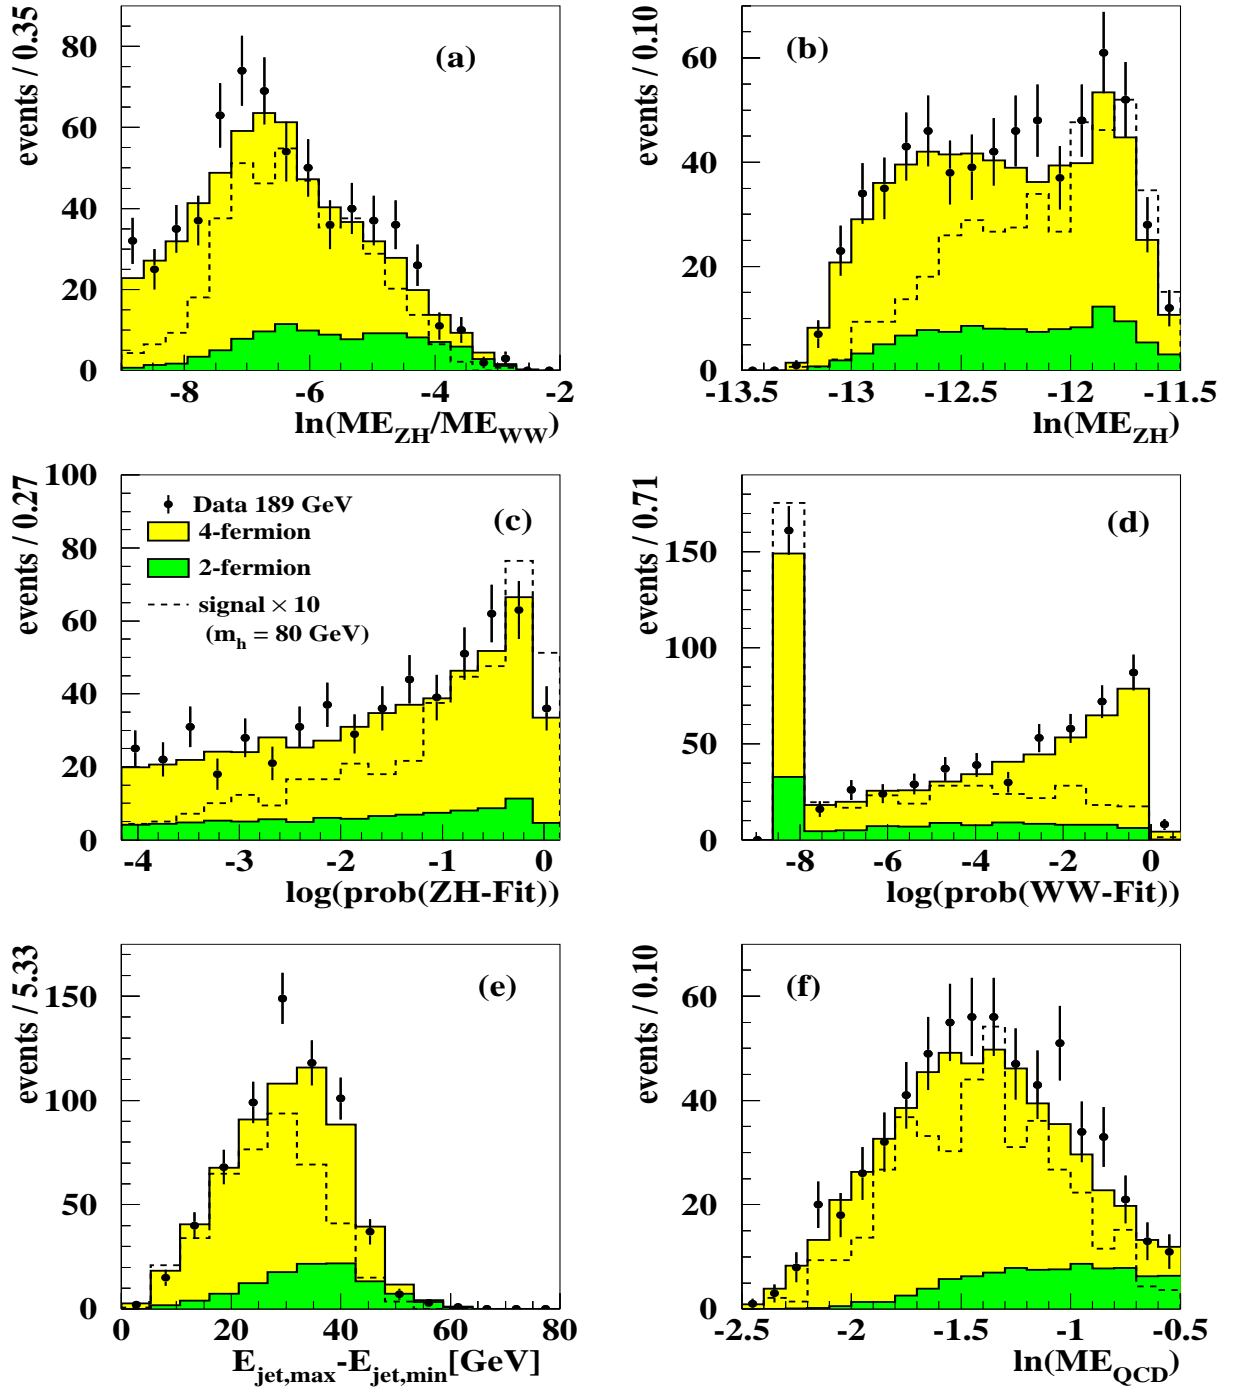 events / 0.35
80
60
40
20
0
(a)
-8 -6 -4 -2
ln(ME_ZH/ME_WW)
events / 0.10
60
40
20
0
(b)
-13.5 -13 -12.5 -12 -11.5
ln(ME_ZH)
events / 0.27
100
80
60
40
20
0
Data 189 GeV
4-fermion
2-fermion
signal × 10
(m_h = 80 GeV)
(c)
-4 -3 -2 -1 0
log(prob(ZH-Fit))
events / 0.71
150
100
50
0
(d)
-8 -6 -4 -2 0
log(prob(WW-Fit))
events / 5.33
150
100
50
0
(e)
0 20 40 60 80
E_jet,max-E_jet,min[GeV]
events / 0.10
60
40
20
0
(f)
-2.5 -2 -1.5 -1 -0.5
ln(ME_QCD)